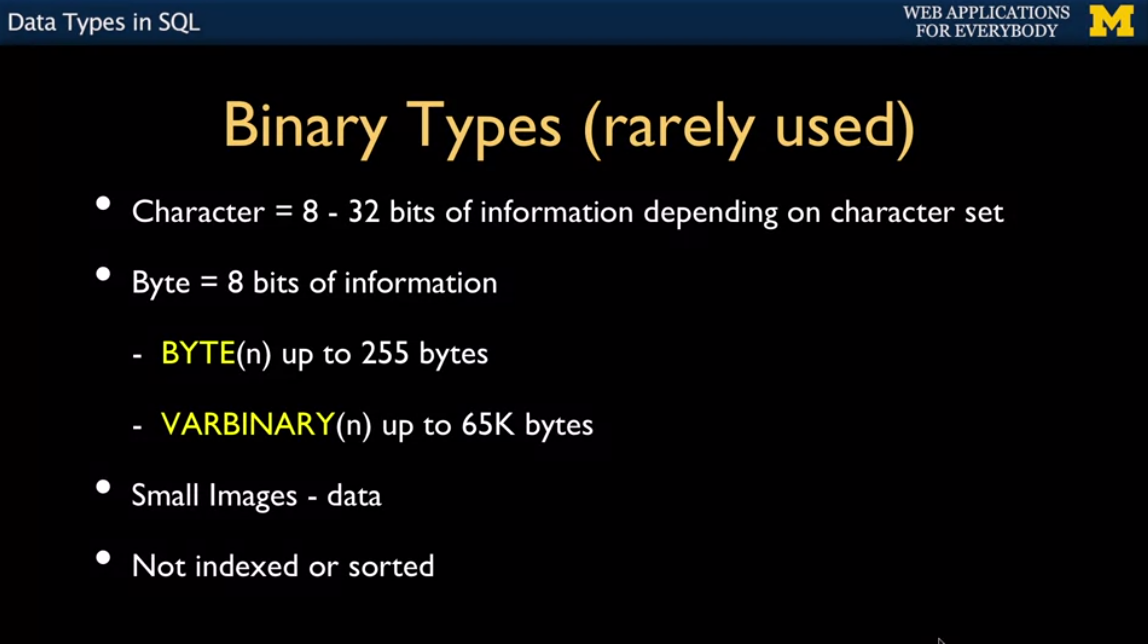 Data Types in SQL
WEB APPLICATIONS
FOR EVERYBODY
M
Binary Types (rarely used)
• Character = 8 - 32 bits of information depending on character set
• Byte = 8 bits of information
- BYTE(n) up to 255 bytes
- VARBINARY(n) up to 65K bytes
• Small Images - data
• Not indexed or sorted